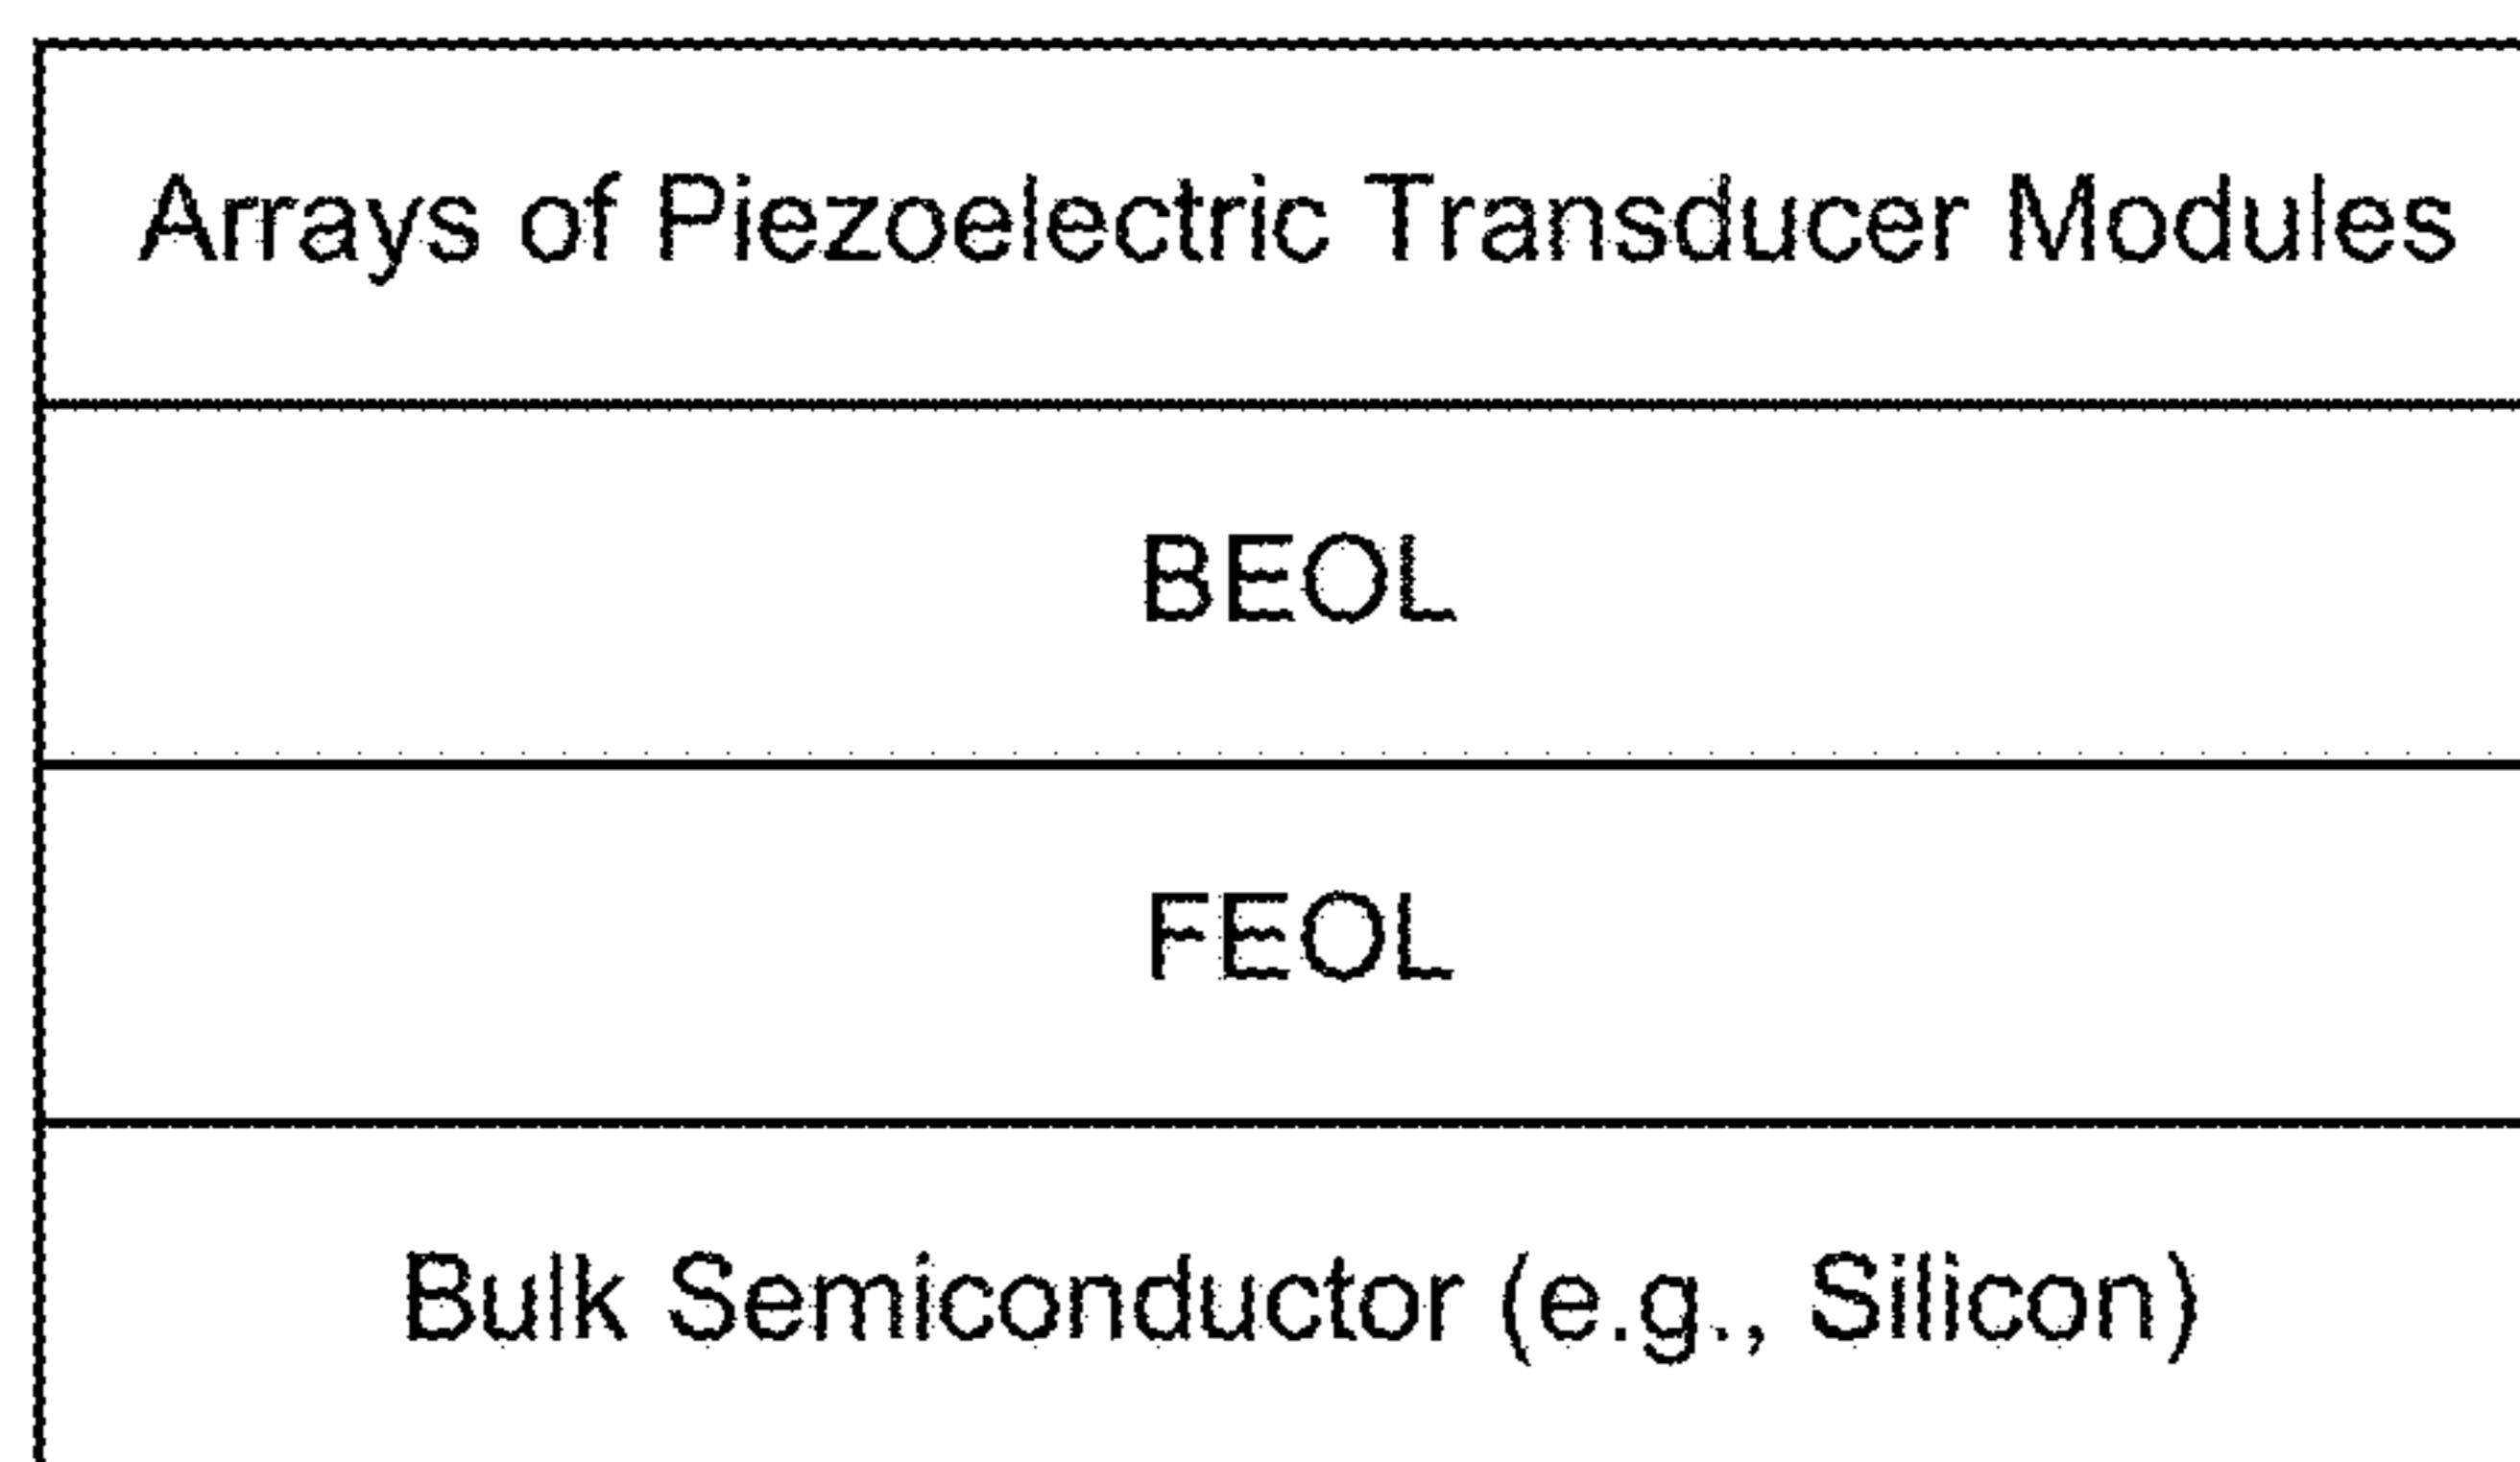 Arrays of Piezoelectric Transducer Modules
BEOL
FEOL
Bulk Semiconductor (e.g., Silicon)